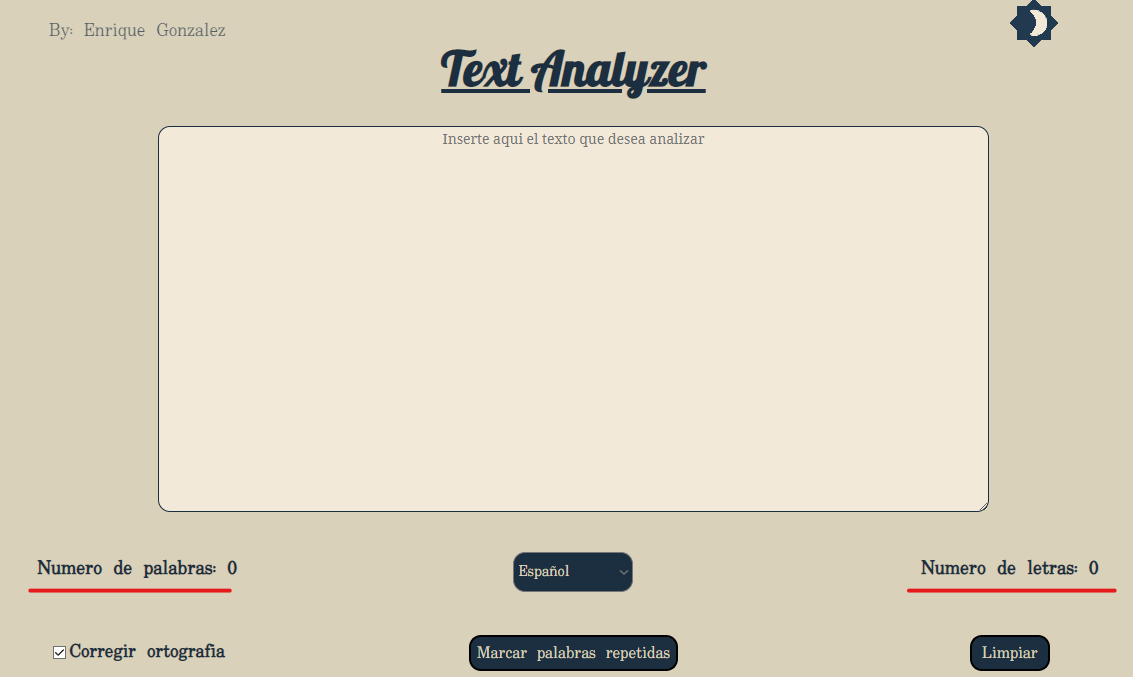 By: Enrique Gonzalez
Text Analyzer
Inserte aqui el texto que desea analizar
Numero de palabras: 0
Español
Numero de letras: 0
Corregir ortografia
Marcar palabras repetidas
Limpiar